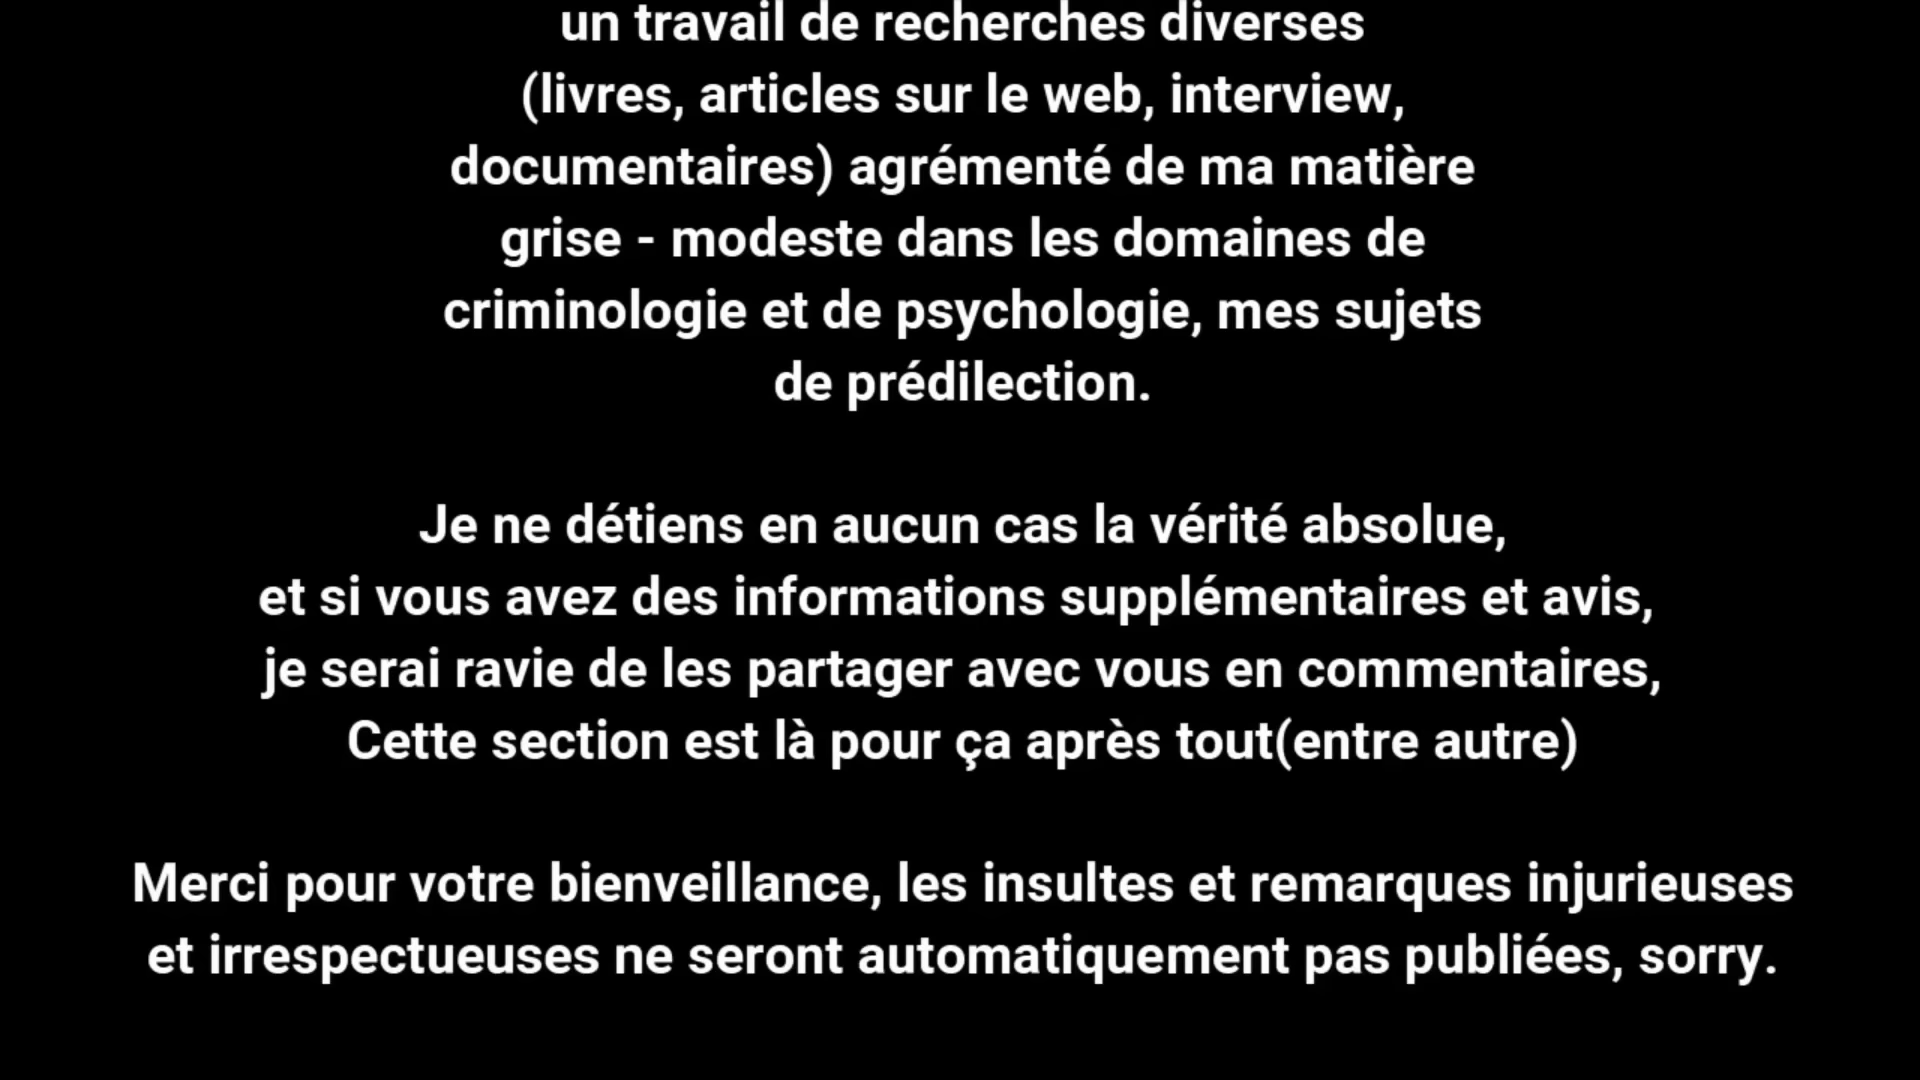 un travail de recherches diverses
(livres, articles sur le web, interview,
documentaires) agrémenté de ma matière
grise - modeste dans les domaines de
criminologie et de psychologie, mes sujets
de prédilection.
Je ne détiens en aucun cas la vérité absolue,
et si vous avez des informations supplémentaires et avis,
je serai ravie de les partager avec vous en commentaires,
Cette section est là pour ça après tout(entre autre)
Merci pour votre bienveillance, les insultes et remarques injurieuses
et irrespectueuses ne seront automatiquement pas publiées, sorry.